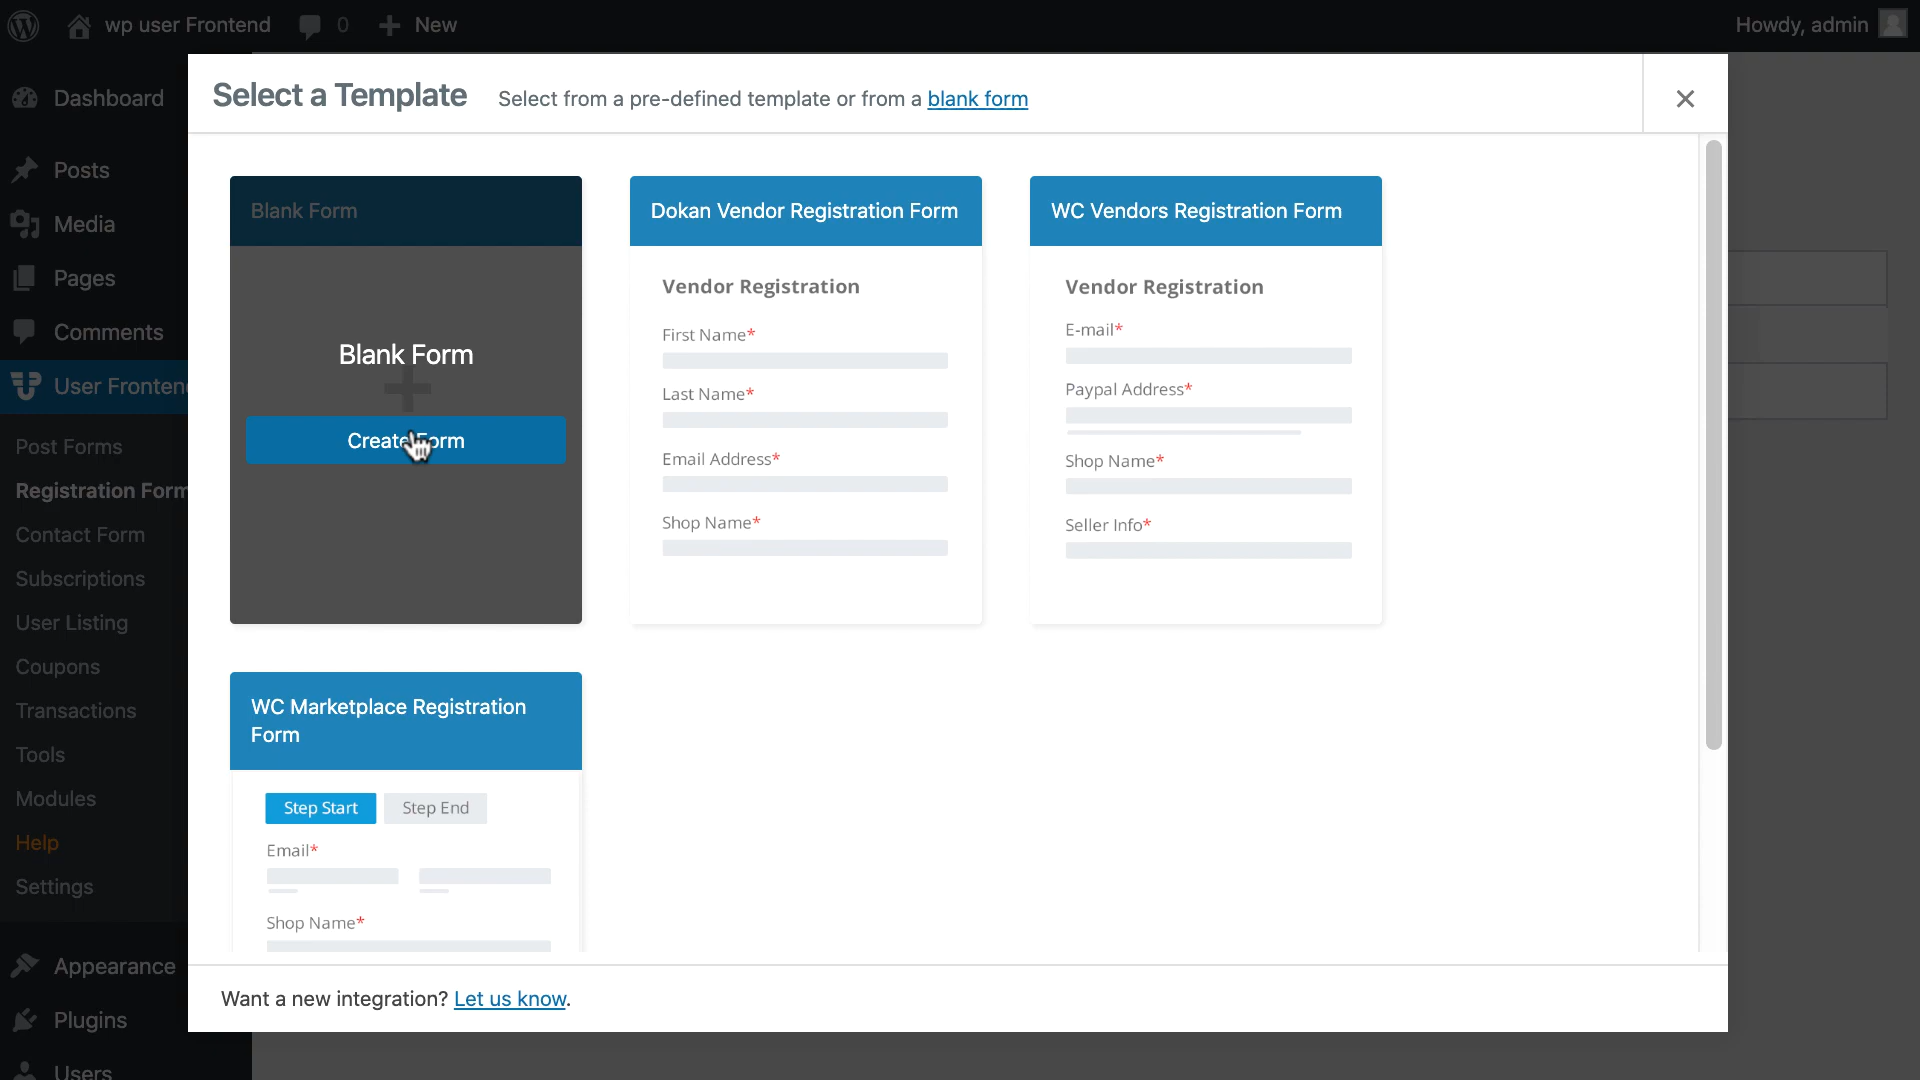 wp user Frontend
0
New
Howdy, admin
Dashboard
Posts
Media
Pages
Comments
User Frontend
Post Forms
Registration Form
Contact Form
Subscriptions
User Listing
Coupons
Transactions
Tools
Modules
Help
Settings
Appearance
Plugins
Users
Select a Template
Select from a pre-defined template or from a blank form
Blank Form
Blank Form
Create Form
Dokan Vendor Registration Form
Vendor Registration
First Name*
Last Name*
Email Address*
Shop Name*
WC Vendors Registration Form
Vendor Registration
E-mail*
Paypal Address*
Shop Name*
Seller Info*
WC Marketplace Registration
Form
Step Start
Step End
Email*
Shop Name*
Want a new integration? Let us know.